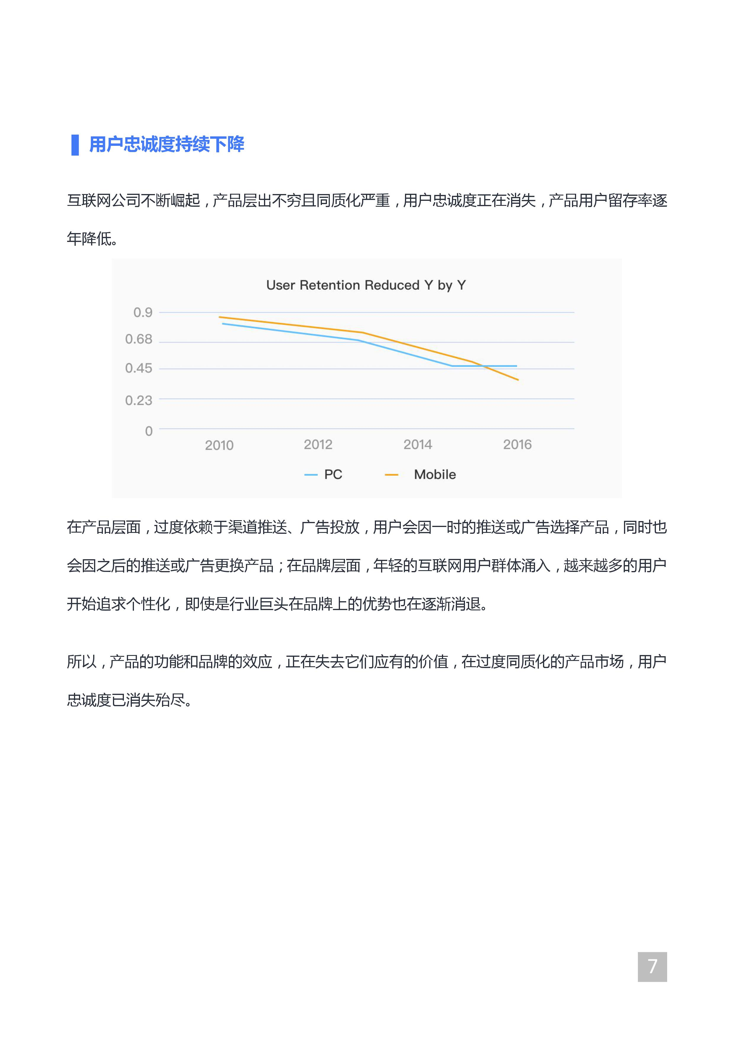 用户忠诚度持续下降
互联网公司不断崛起，产品层出不穷且同质化严重，用户忠诚度正在消失，产品用户留存率逐
年降低。
User Retention Reduced Y by Y
0.9
0.68
0.45
0.23
0
2010 2012 2014 2016
PC Mobile
在产品层面，过度依赖于渠道推送、广告投放，用户会因一时的推送或广告选择产品，同时也
会因之后的推送或广告更换产品；在品牌层面，年轻的互联网用户群体涌入，越来越多的用户
开始追求个性化，即使是行业巨头在品牌上的优势也在逐渐消退。
所以，产品的功能和品牌的效应，正在失去它们应有的价值，在过度同质化的产品市场，用户
忠诚度已消失殆尽。
7